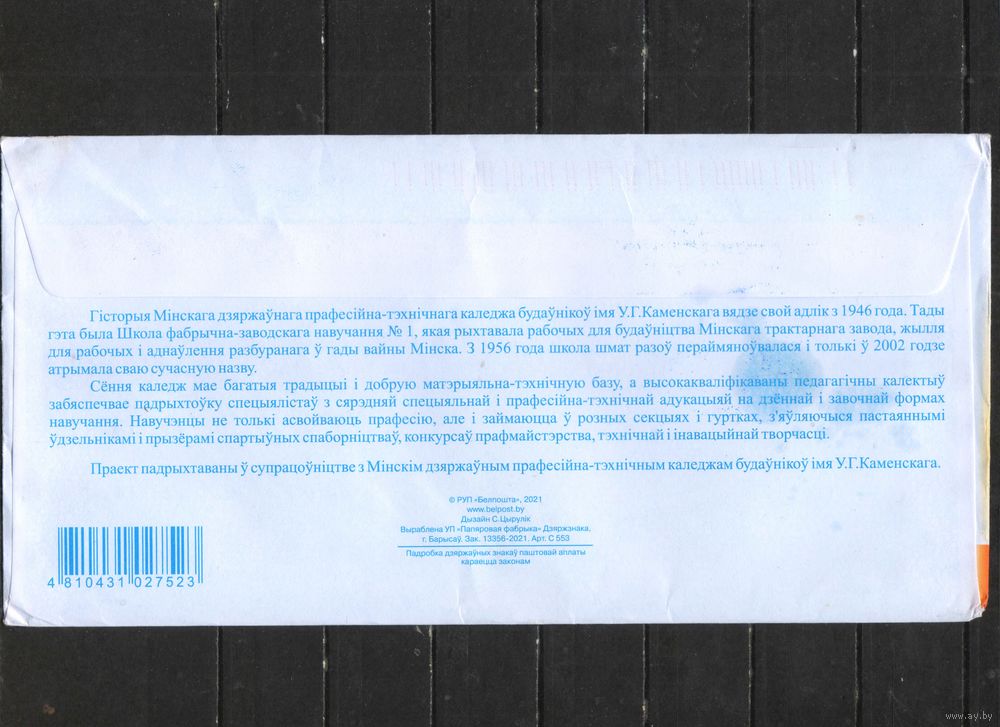 Гісторыя Мінскага дзяржаўнага прафесійна-тэхнічнага каледжа будаўнікоў імя У.Г.Каменскага вядзе свой адлік з 1946 года. Тады
гэта была Школа фабрычна-заводскага навучання № 1, якая рыхтавала рабочых для будаўніцтва Мінскага трактарнага завода, жылля
для рабочых і аднаўлення разбуранага ў гады вайны Мінска. З 1956 года школа шмат разоў перайменоўвалася і толькі ў 2002 годзе
атрымала сваю сучасную назву.
Сёння каледж мае багатыя традыцыі і добрую матэрыяльна-тэхнічную базу, а высокакваліфікаваны педагагічны калектыў
забяспечвае падрыхтоўку спецыялістаў з сярэдняй спецыяльнай і прафесійна-тэхнічнай адукацыяй на дзённай і завочнай формах
навучання. Навучэнцы не толькі асвойваюць прафесію, але і займаюцца ў розных секцыях і гуртках, з'яўляючыся пастаяннымі
ўдзельнікамі і прызёрамі спартыўных спаборніцтваў, конкурсаў прафмайстэрства, тэхнічнай і інавацыйнай творчасці.
Праект падрыхтаваны ў супрацоўніцтве з Мінскім дзяржаўным прафесійна-тэхнічным каледжам будаўнікоў імя У.Г.Каменскага.
© РУП «Белпошта», 2021
www.belpost.by
Дызайн С.Цырулік
Выраблена УП «Папяровая фабрыка» Дзяржзнака,
г. Барысаў. Зак. 13356-2021. Арт. С 553
Падробка дзяржаўных знакаў паштовай аплаты
караецца законам
4 810431 027523
www.ay.by